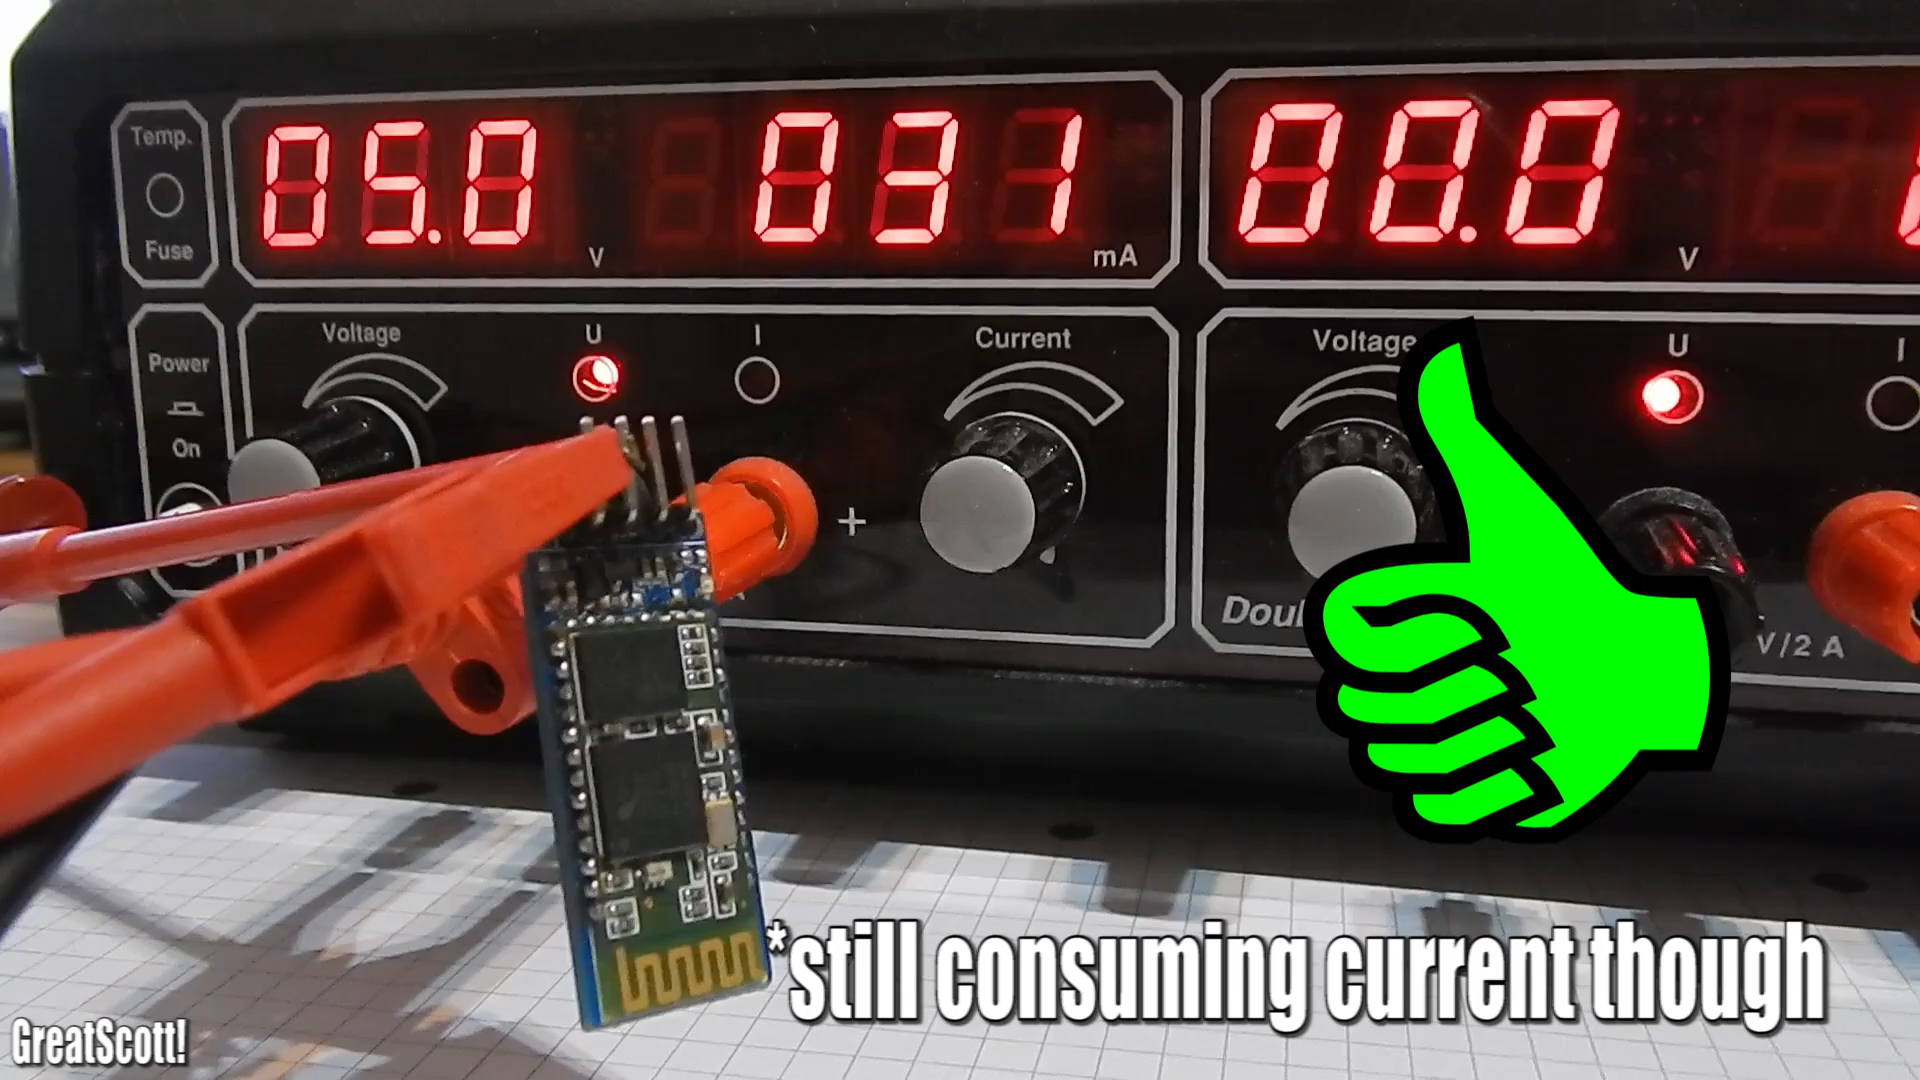 Temp.
Fuse
05.0 V
031 mA
00.0 V
Power
On
Voltage
U
I
Current
+
Voltage
U
I
V/2 A
*still consuming current though
GreatScott!